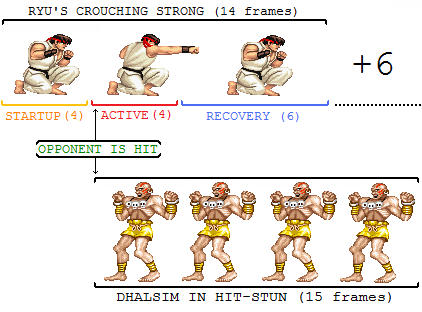 RYU'S CROUCHING STRONG (14 frames)
+6
STARTUP(4) ACTIVE(4) RECOVERY (6)
OPPONENT IS HIT
DHALSIM IN HIT-STUN (15 frames)